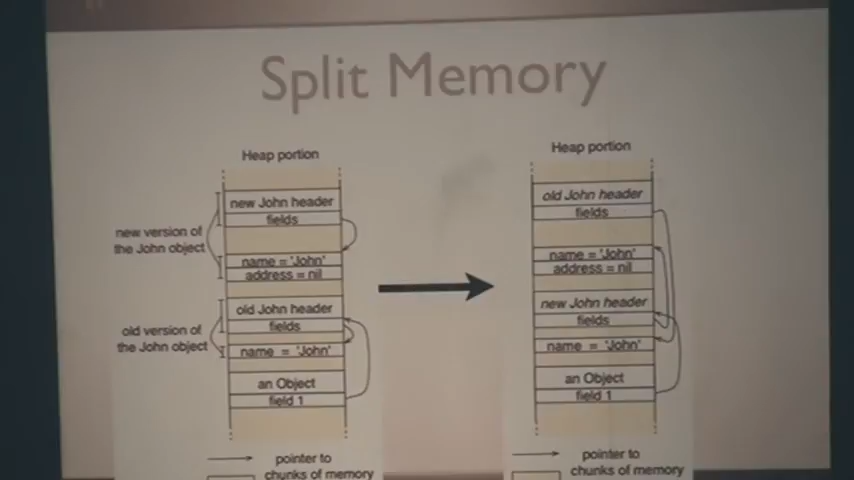 Split Memory
Heap portion
new John header
fields
new version of
the John object
name = 'John'
address = nil
old John header
fields
old version of
the John object
name = 'John'
an Object
field 1
pointer to
chunks of memory
Heap portion
old John header
fields
name = 'John'
address = nil
new John header
fields
name = 'John'
an Object
field 1
pointer to
chunks of memory